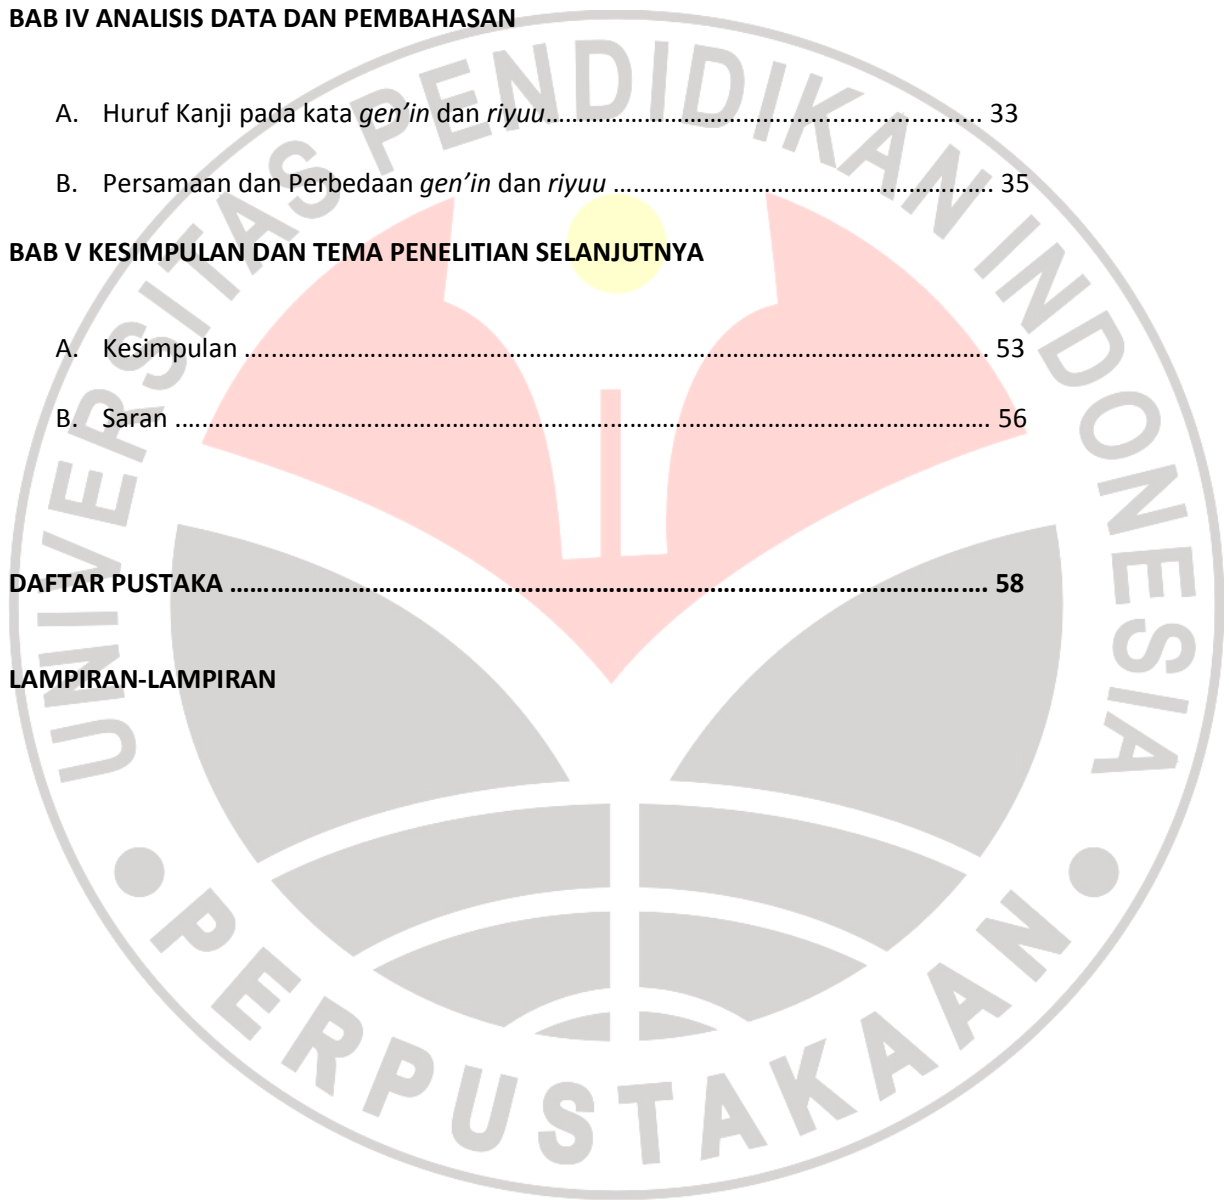 BAB IV ANALISIS DATA DAN PEMBAHASAN
A. Huruf Kanji pada kata gen’in dan riyuu.......................................................... 33
B. Persamaan dan Perbedaan gen’in dan riyuu ................................................... 35
BAB V KESIMPULAN DAN TEMA PENELITIAN SELANJUTNYA
A. Kesimpulan ................................................................................................. 53
B. Saran .......................................................................................................... 56
DAFTAR PUSTAKA ................................................................................................. 58
LAMPIRAN-LAMPIRAN
UNIVERSITAS PENDIDIKAN INDONESIA
PERPUSTAKAAN